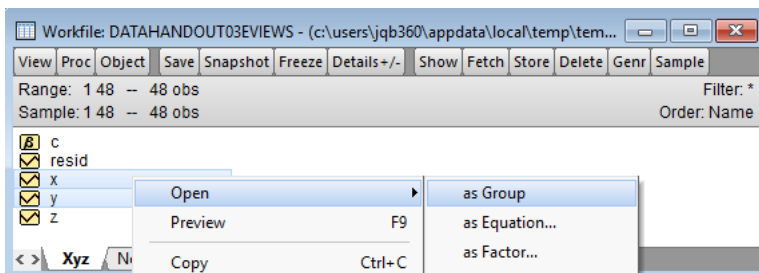 Workfile: DATAHANDOUT03EVIEWS - (c:\users\jqb360\appdata\local\temp\tem...
View Proc Object Save Snapshot Freeze Details+/- Show Fetch Store Delete Genr Sample
Range: 1 48 -- 48 obs Filter: *
Sample: 1 48 -- 48 obs Order: Name
β c
resid
x
y
z
Open as Group
Preview F9 as Equation...
Copy Ctrl+C as Factor...
< > Xyz